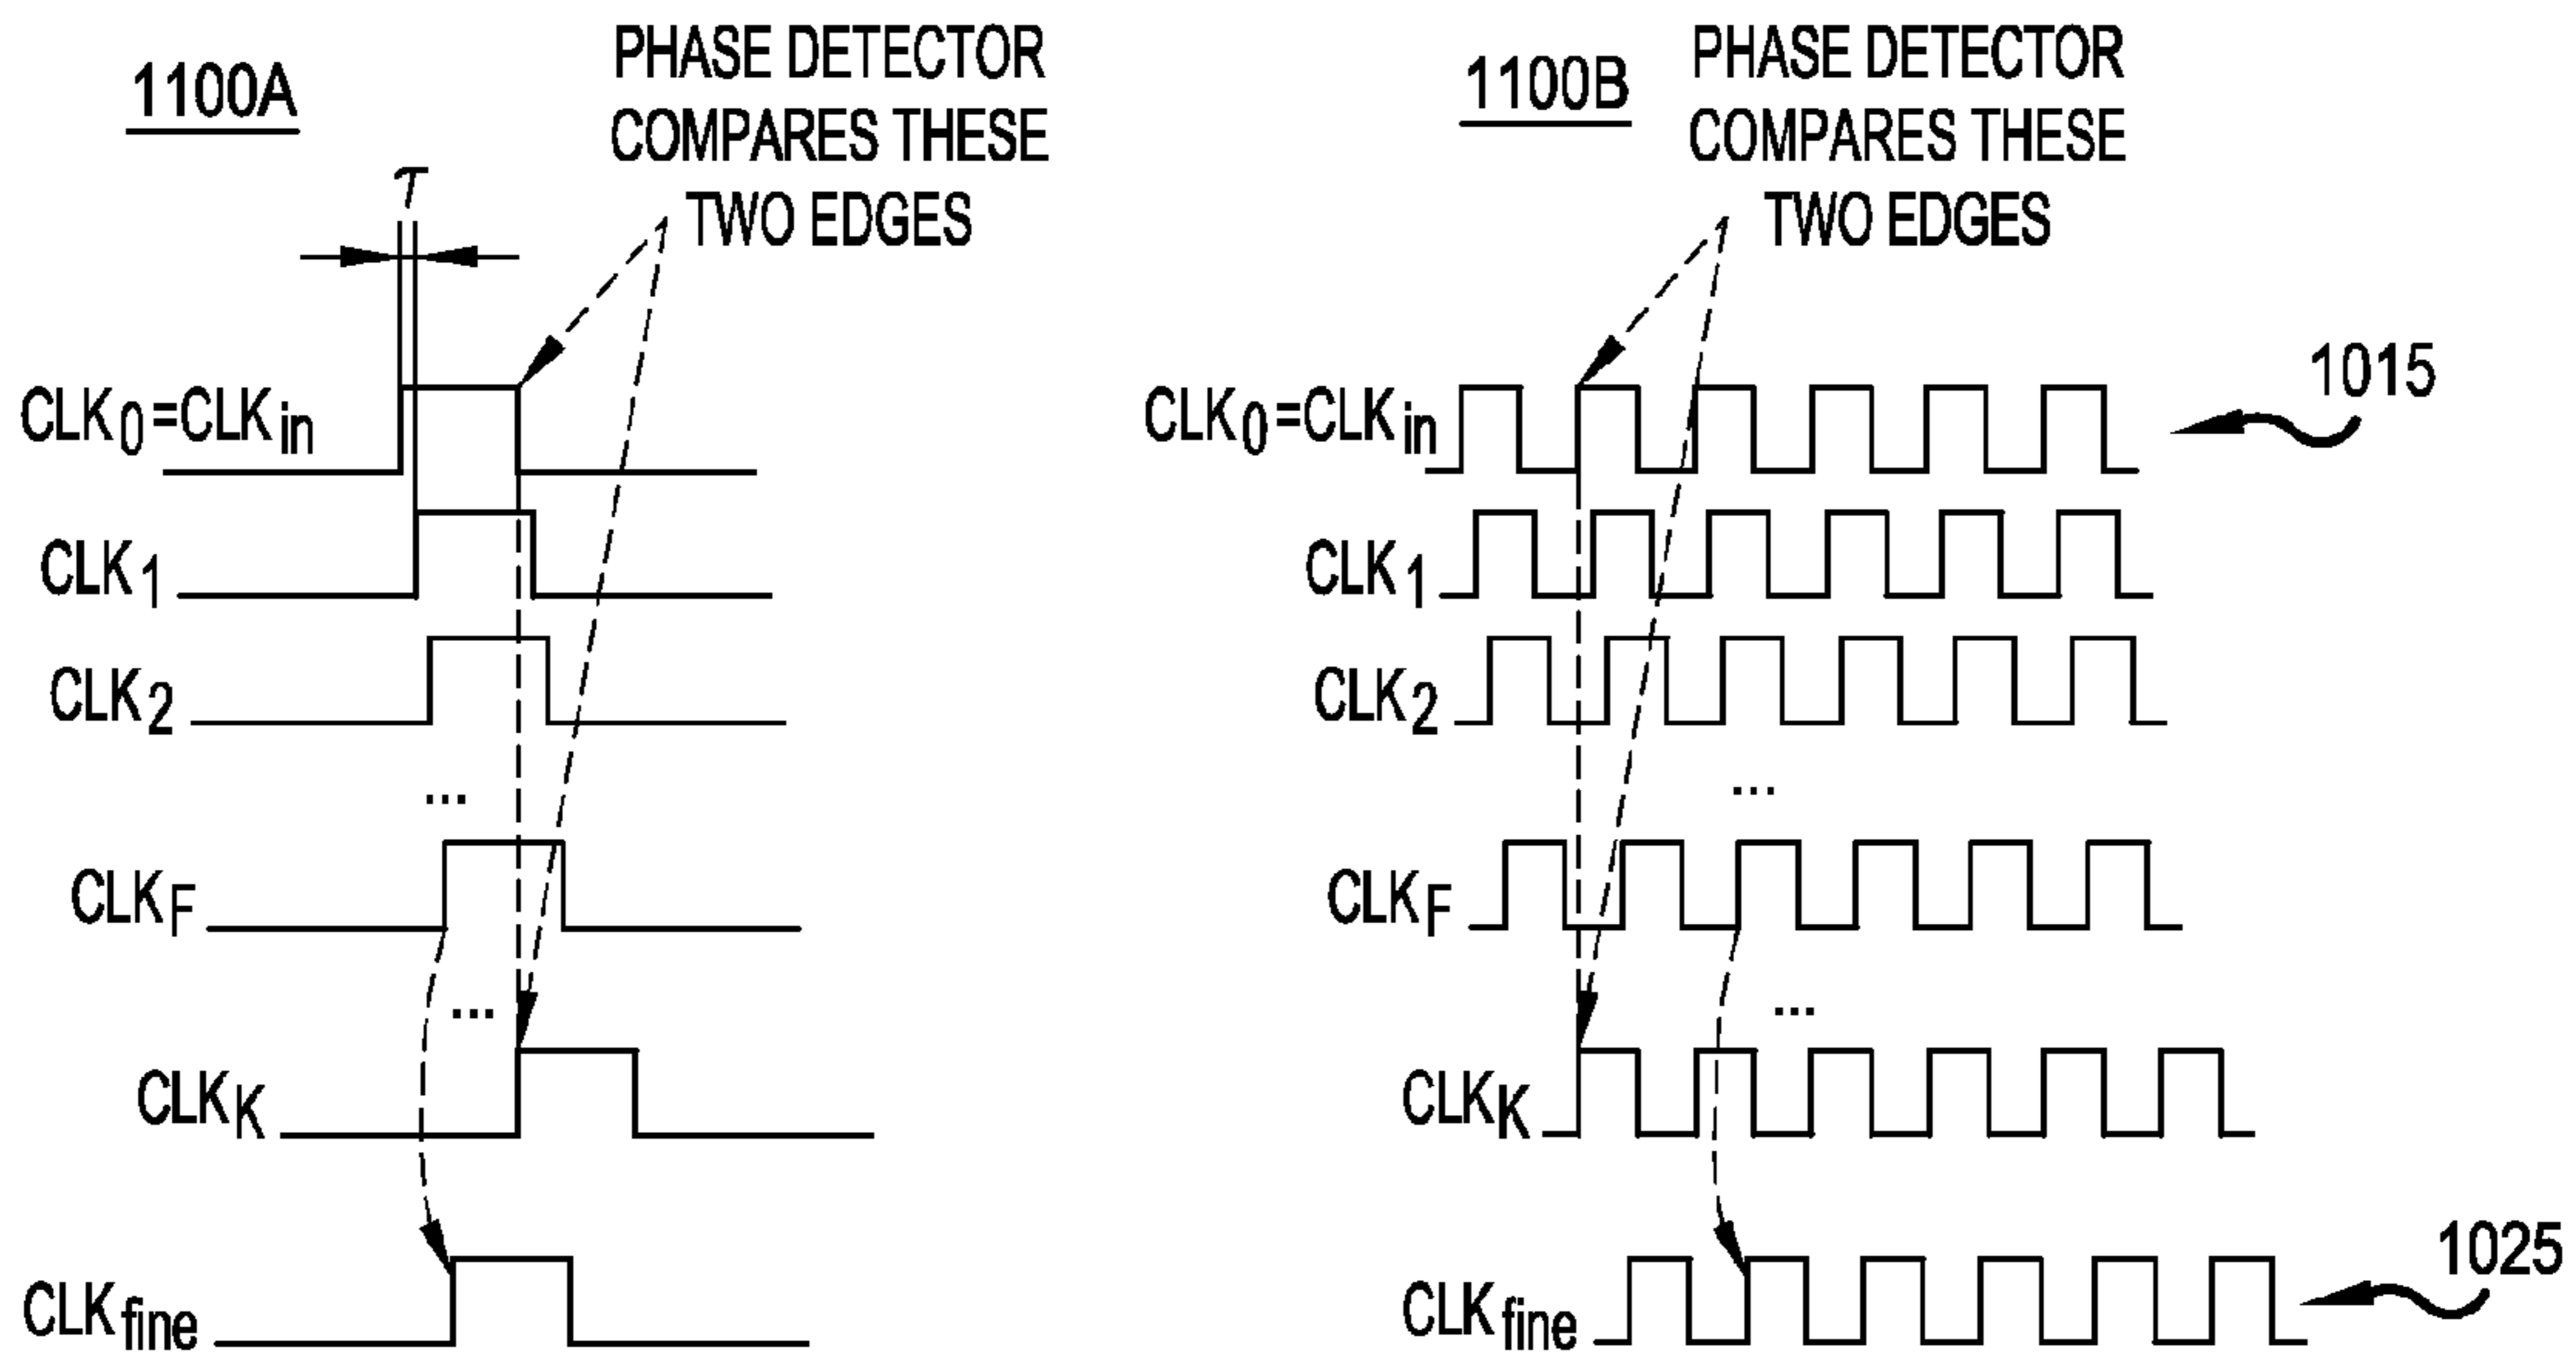 1100A
PHASE DETECTOR
COMPARES THESE
TWO EDGES
τ
CLK0=CLKin
CLK1
CLK2
...
CLKF
...
CLKK
CLKfine
1100B
PHASE DETECTOR
COMPARES THESE
TWO EDGES
1015
CLK0=CLKin
CLK1
CLK2
...
CLKF
...
CLKK
CLKfine
1025